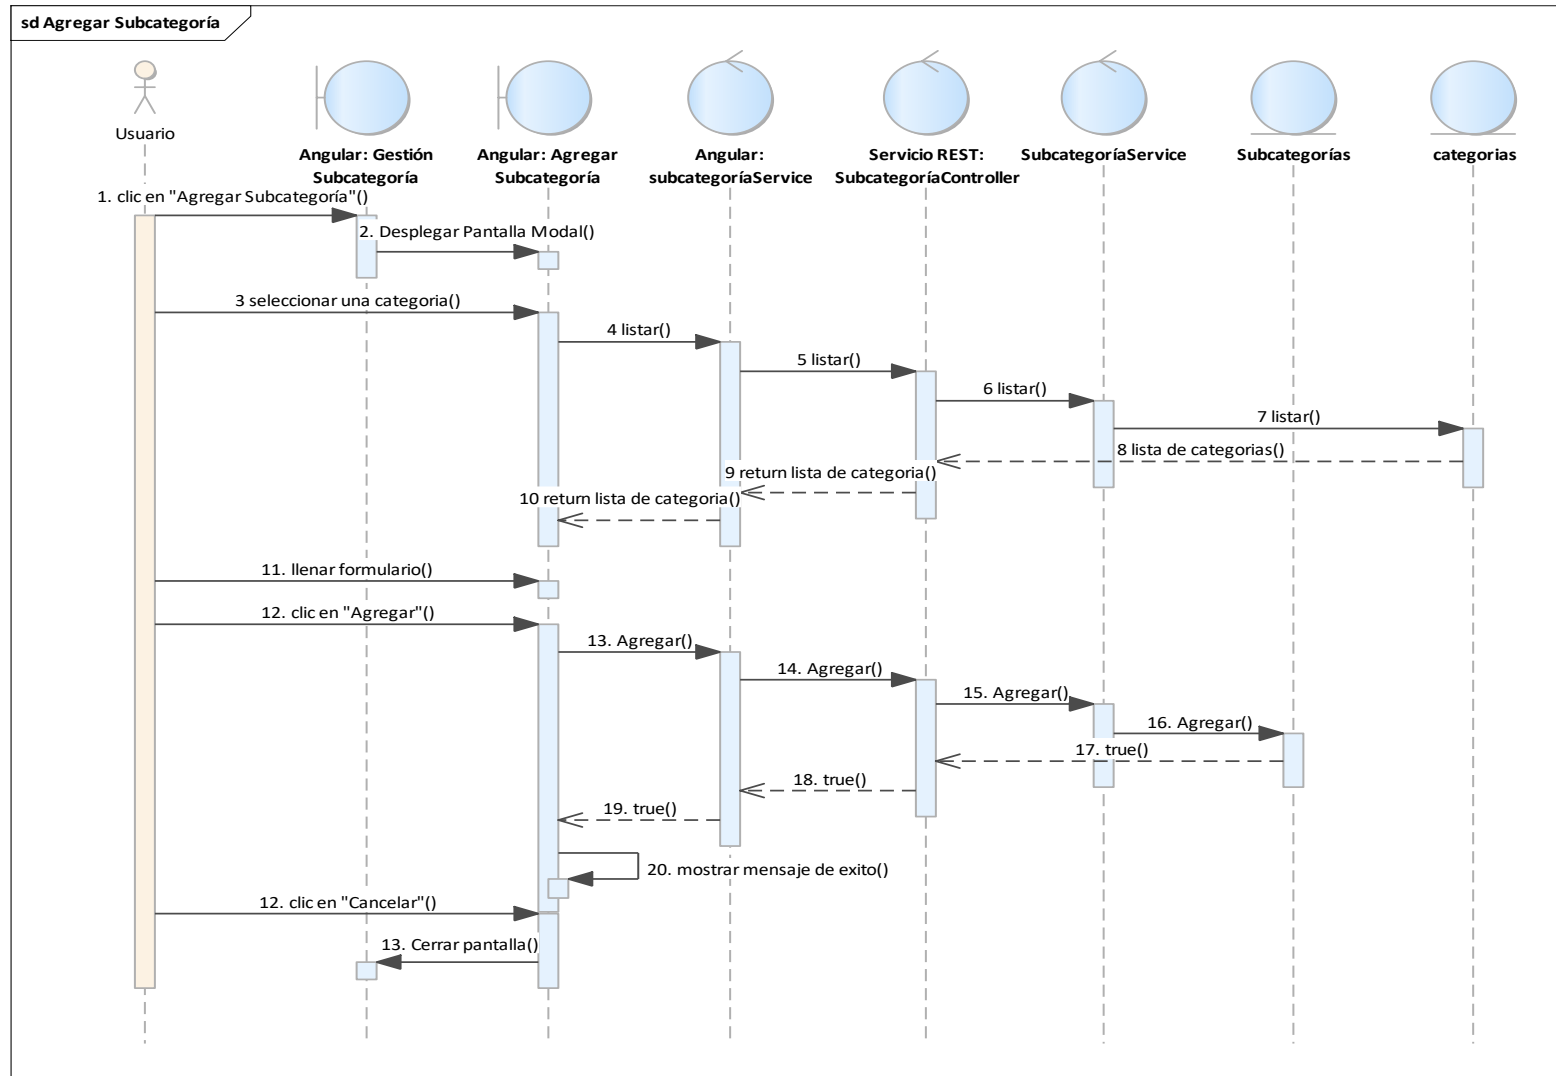 sd Agregar Subcategoría
Usuario
Angular: Gestión
Subcategoría
Angular: Agregar
Subcategoría
Angular:
subcategoríaService
Servicio REST:
SubcategoríaController
SubcategoríaService
Subcategorías
categorias
1. clic en "Agregar Subcategoría"()
2. Desplegar Pantalla Modal()
3 seleccionar una categoria()
4 listar()
5 listar()
6 listar()
7 listar()
8 lista de categorias()
9 return lista de categoria()
10 return lista de categoria()
11. llenar formulario()
12. clic en "Agregar"()
13. Agregar()
14. Agregar()
15. Agregar()
16. Agregar()
17. true()
18. true()
19. true()
20. mostrar mensaje de exito()
12. clic en "Cancelar"()
13. Cerrar pantalla()